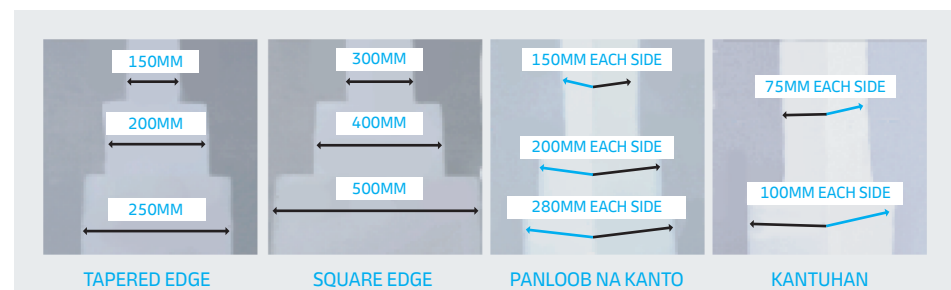 150MM
200MM
250MM
TAPERED EDGE
300MM
400MM
500MM
SQUARE EDGE
150MM EACH SIDE
200MM EACH SIDE
280MM EACH SIDE
PANLOOB NA KANTO
75MM EACH SIDE
100MM EACH SIDE
KANTUHAN